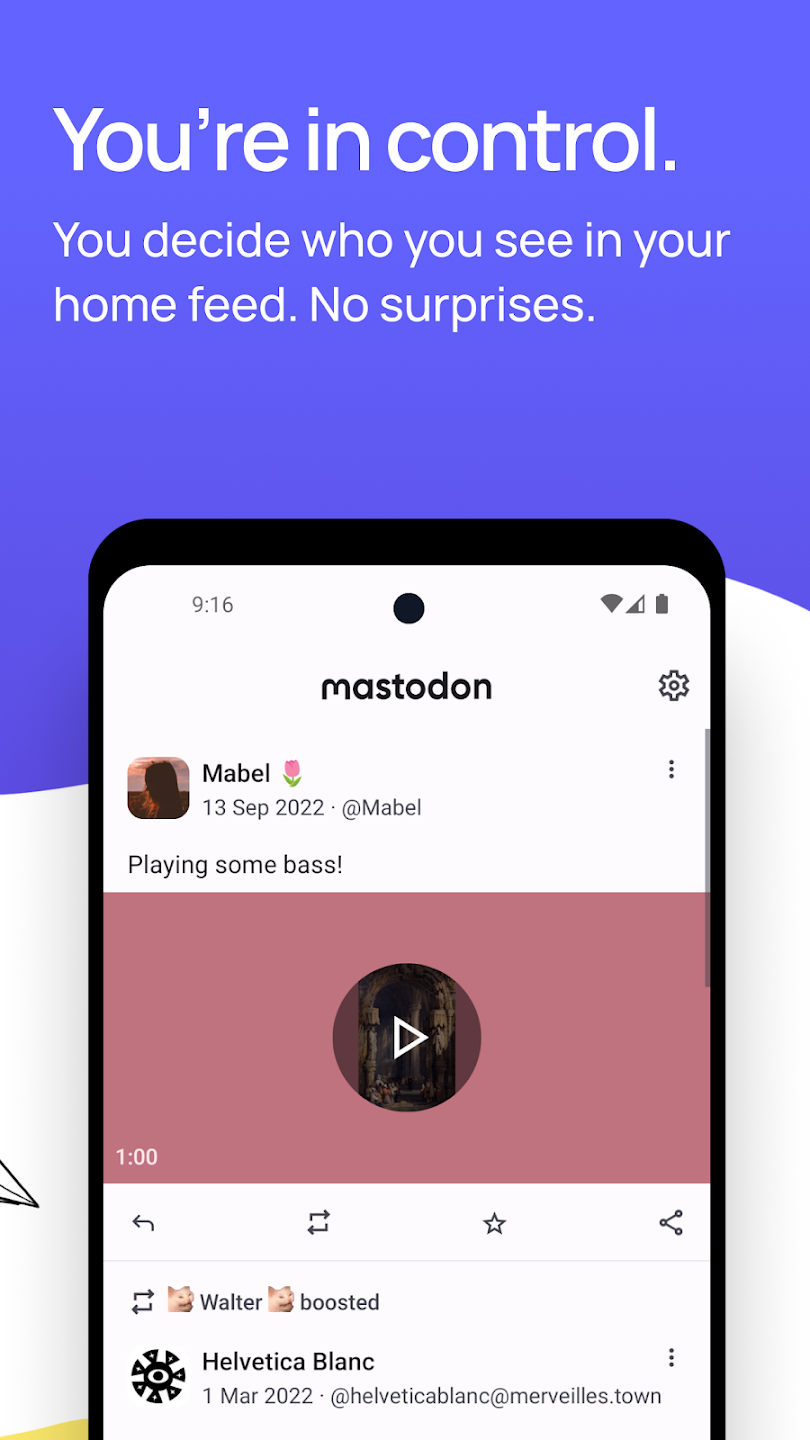 You're in control.
You decide who you see in your
home feed. No surprises.
9:16
mastodon
Mabel 🌷
13 Sep 2022 · @Mabel
Playing some bass!
1:00
Walter boosted
Helvetica Blanc
1 Mar 2022 · @helveticablanc@merveilles.town